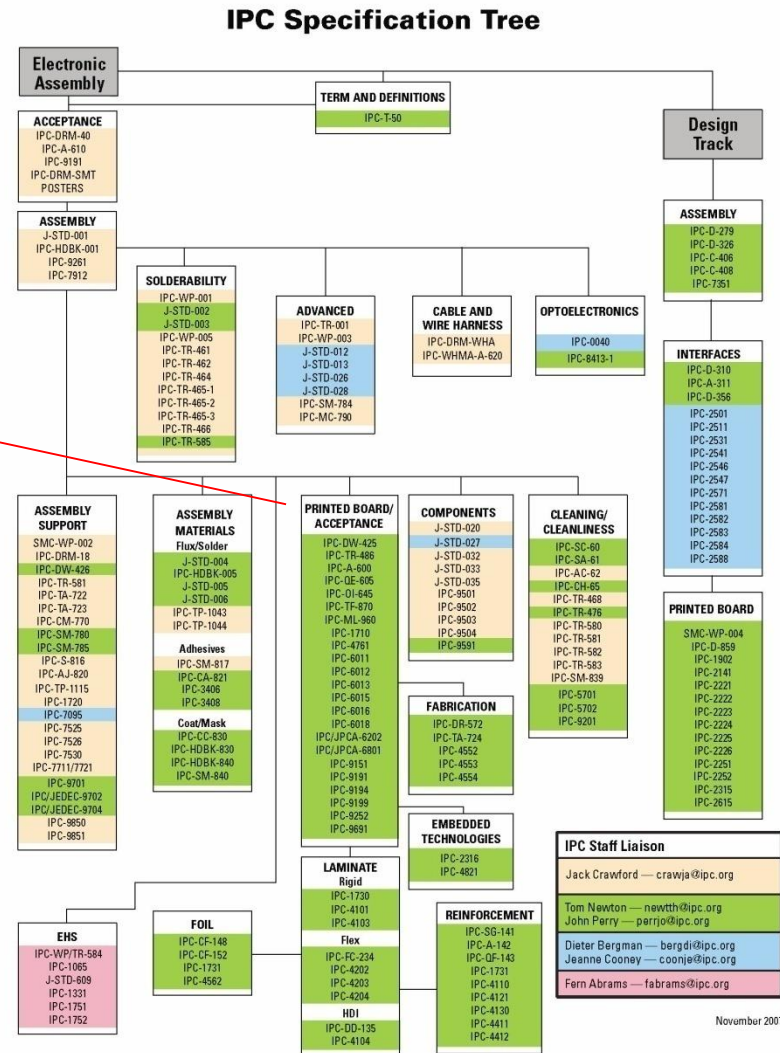 IPC Specification Tree
Electronic
Assembly
TERM AND DEFINITIONS
IPC-T-50
Design
Track
ACCEPTANCE
IPC-DRM-40
IPC-A-610
IPC-9191
IPC-DRM-SMT
POSTERS
ASSEMBLY
J-STD-001
IPC-HDBK-001
IPC-9261
IPC-7912
ASSEMBLY
IPC-D-279
IPC-D-326
IPC-C-406
IPC-C-408
IPC-7351
SOLDERABILITY
IPC-WP-001
J-STD-002
J-STD-003
IPC-WP-005
IPC-TR-461
IPC-TR-462
IPC-TR-464
IPC-TR-465-1
IPC-TR-465-2
IPC-TR-465-3
IPC-TR-466
IPC-TR-585
ADVANCED
IPC-TR-001
IPC-WP-003
J-STD-012
J-STD-013
J-STD-026
J-STD-028
IPC-SM-784
IPC-MC-790
CABLE AND
WIRE HARNESS
IPC-DRM-WHA
IPC-WHMA-A-620
OPTOELECTRONICS
IPC-0040
IPC-8413-1
INTERFACES
IPC-D-310
IPC-A-311
IPC-D-356
IPC-2501
IPC-2511
IPC-2531
IPC-2541
IPC-2546
IPC-2547
IPC-2571
IPC-2581
IPC-2582
IPC-2583
IPC-2584
IPC-2588
ASSEMBLY
SUPPORT
SMC-WP-002
IPC-DRM-18
IPC-DW-426
IPC-TR-581
IPC-TA-722
IPC-TA-723
IPC-CM-770
IPC-SM-780
IPC-SM-785
IPC-S-816
IPC-AJ-820
IPC-TP-1115
IPC-1720
IPC-7095
IPC-7525
IPC-7526
IPC-7530
IPC-7711/7721
IPC-9701
IPC/JEDEC-9702
IPC/JEDEC-9704
IPC-9850
IPC-9851
ASSEMBLY
MATERIALS
Flux/Solder
J-STD-004
IPC-HDBK-005
J-STD-005
J-STD-006
IPC-TP-1043
IPC-TP-1044
Adhesives
IPC-SM-817
IPC-CA-821
IPC-3406
IPC-3408
Coat/Mask
IPC-CC-830
IPC-HDBK-830
IPC-HDBK-840
IPC-SM-840
PRINTED BOARD/
ACCEPTANCE
IPC-DW-425
IPC-TR-486
IPC-A-600
IPC-QE-605
IPC-OI-645
IPC-TF-870
IPC-ML-960
IPC-1710
IPC-4761
IPC-6011
IPC-6012
IPC-6013
IPC-6015
IPC-6016
IPC-6018
IPC/JPCA-6202
IPC/JPCA-6801
IPC-9151
IPC-9191
IPC-9194
IPC-9199
IPC-9252
IPC-9691
COMPONENTS
J-STD-020
J-STD-027
J-STD-032
J-STD-033
J-STD-035
IPC-9501
IPC-9502
IPC-9503
IPC-9504
IPC-9591
CLEANING/
CLEANLINESS
IPC-SC-60
IPC-SA-61
IPC-AC-62
IPC-CH-65
IPC-TR-468
IPC-TR-476
IPC-TR-580
IPC-TR-581
IPC-TR-582
IPC-TR-583
IPC-SM-839
IPC-5701
IPC-5702
IPC-9201
PRINTED BOARD
SMC-WP-004
IPC-D-859
IPC-1902
IPC-2141
IPC-2221
IPC-2222
IPC-2223
IPC-2224
IPC-2225
IPC-2226
IPC-2251
IPC-2252
IPC-2315
IPC-2615
FABRICATION
IPC-DR-572
IPC-TA-724
IPC-4552
IPC-4553
IPC-4554
EMBEDDED
TECHNOLOGIES
IPC-2316
IPC-4821
EHS
IPC-WP/TR-584
IPC-1065
J-STD-609
IPC-1331
IPC-1751
IPC-1752
FOIL
IPC-CF-148
IPC-CF-152
IPC-1731
IPC-4562
LAMINATE
Rigid
IPC-1730
IPC-4101
IPC-4103
Flex
IPC-FC-234
IPC-4202
IPC-4203
IPC-4204
HDI
IPC-DD-135
IPC-4104
REINFORCEMENT
IPC-SG-141
IPC-A-142
IPC-QF-143
IPC-1731
IPC-4110
IPC-4121
IPC-4130
IPC-4411
IPC-4412
IPC Staff Liaison
Jack Crawford — crawja@ipc.org
Tom Newton — newtth@ipc.org
John Perry — perrjo@ipc.org
Dieter Bergman — bergdi@ipc.org
Jeanne Cooney — coonje@ipc.org
Fern Abrams — fabrams@ipc.org
November 2007